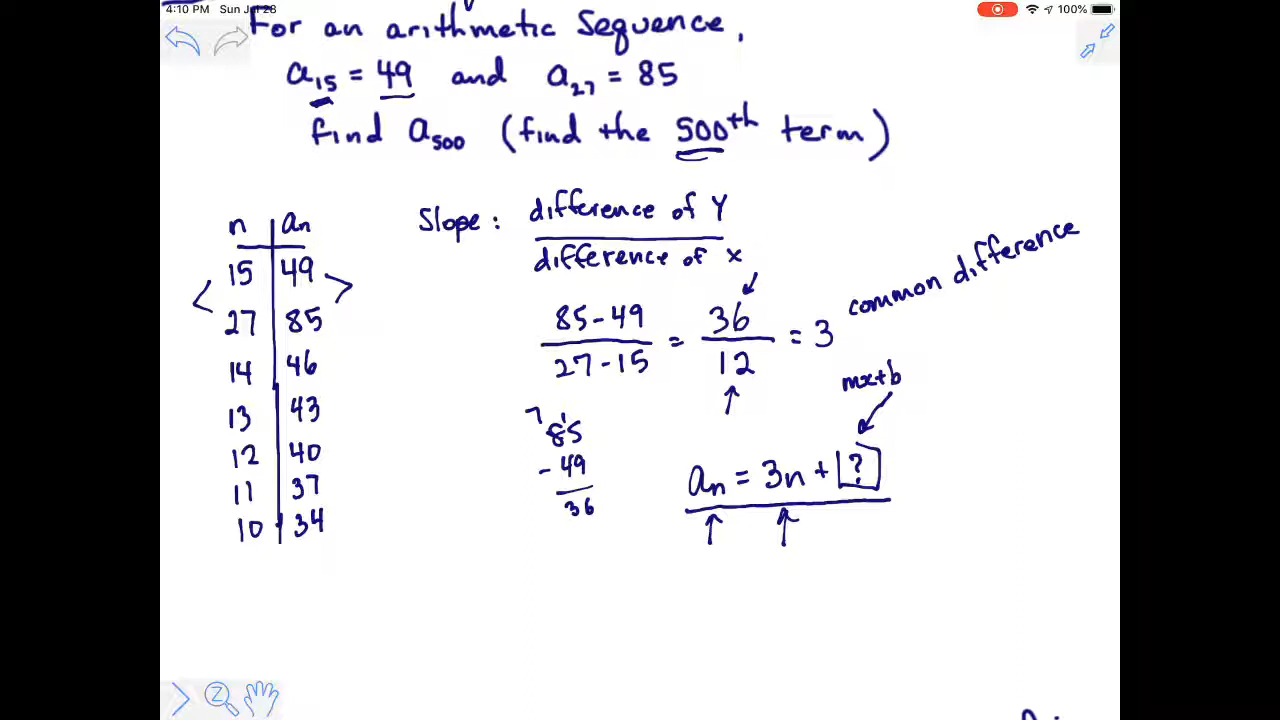 4:10 PM Sun Jul 28
100%
For an arithmetic Sequence,
a15 = 49 and a27 = 85
find a500 (find the 500th term)
n | an
15 | 49
27 | 85
14 | 46
13 | 43
12 | 40
11 | 37
10 | 34
Slope: difference of Y
difference of x
85-49 = 36 = 3
27-15 12
common difference
7 1
85
- 49
36
mx+b
an = 3n + ?
Z